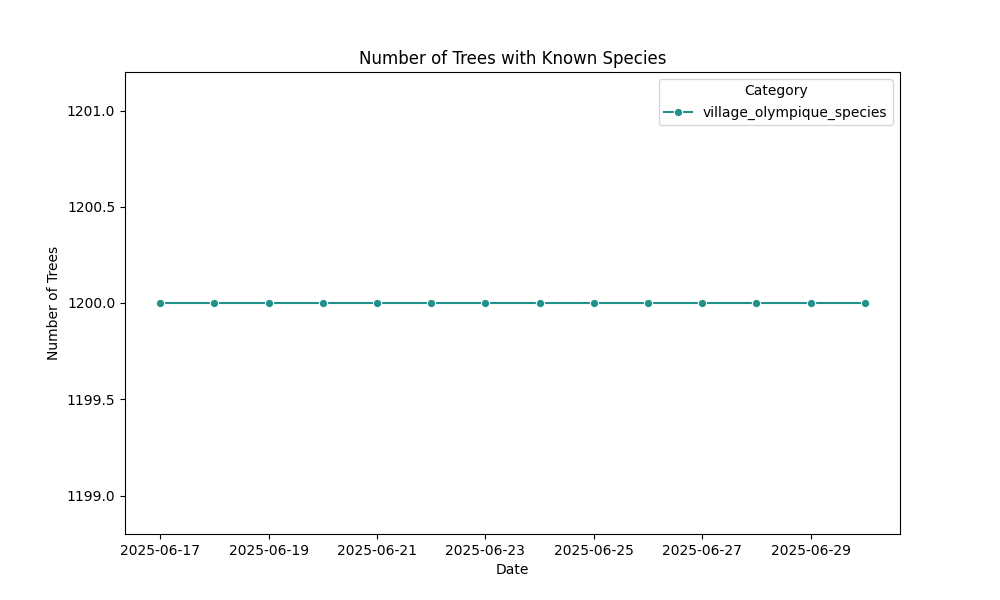 Number of Trees with Known Species
Category
village_olympique_species
1201.0
1200.5
1200.0
1199.5
1199.0
Number of Trees
2025-06-17 2025-06-19 2025-06-21 2025-06-23 2025-06-25 2025-06-27 2025-06-29
Date